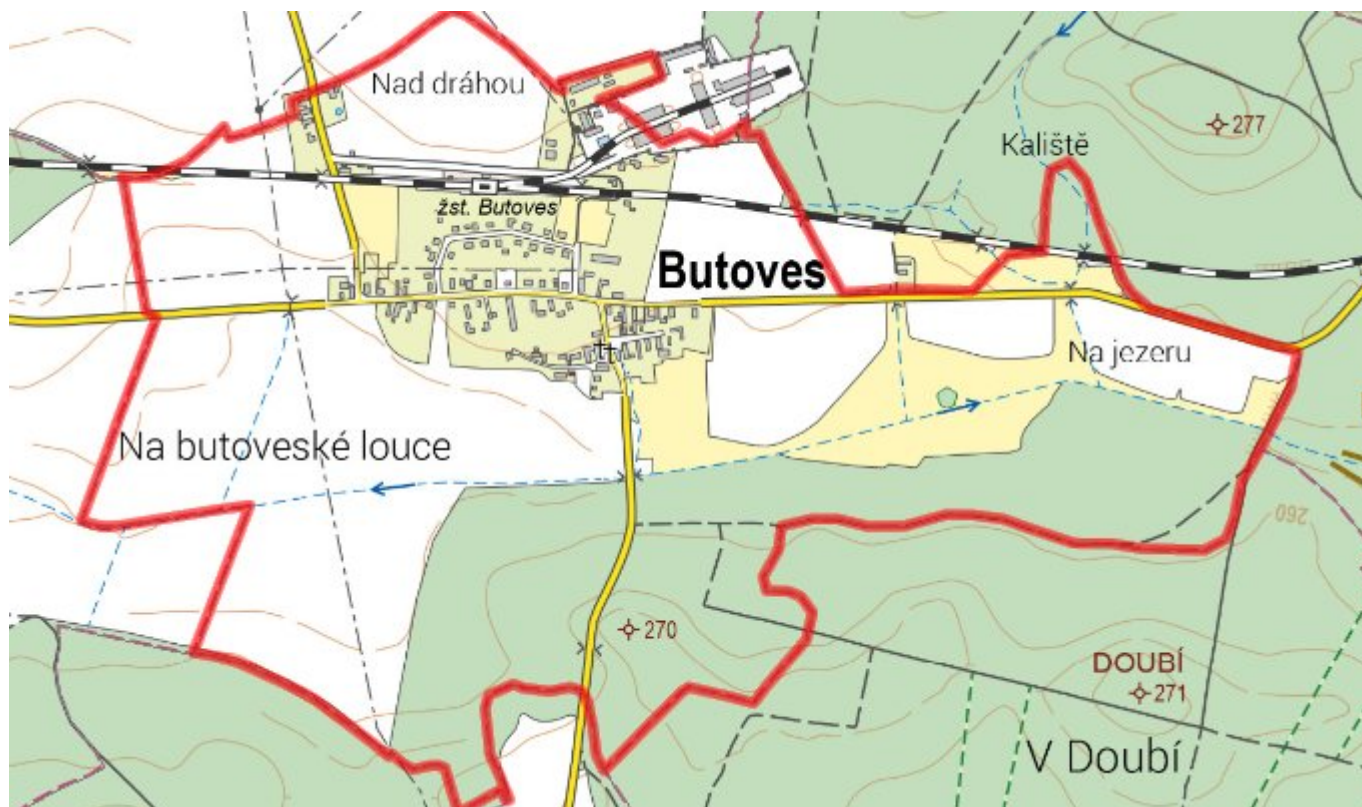 Nad dráhou
277
Kaliště
žst. Butoves
Butoves
Na jezeru
Na butoveské louce
260
270
DOUBÍ
271
V Doubí